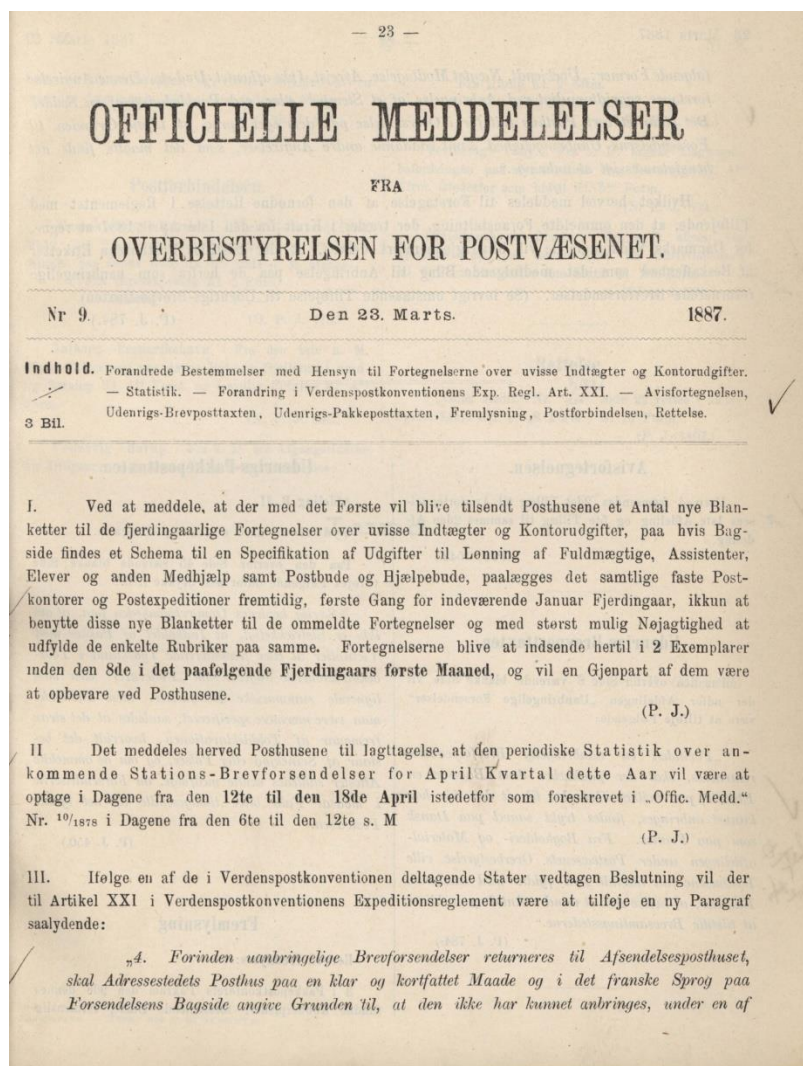 — 23 —
OFFICIELLE MEDDELELSER
FRA
OVERBESTYRELSEN FOR POSTVÆSENET.
Nr 9. Den 23. Marts. 1887.
Indhold. Forandrede Bestemmelser med Hensyn til Fortegnelserne over uvisse Indtægter og Kontorudgifter.
— Statistik. — Forandring i Verdenspostkonventionens Exp. Regl. Art. XXI. — Avisfortegnelsen,
3 Bil. Udenrigs-Brevposttaxten, Udenrigs-Pakkeposttaxten, Fremlysning, Postforbindelsen, Rettelse.
I. Ved at meddele, at der med det Første vil blive tilsendt Posthusene et Antal nye Blan-
ketter til de fjerdingaarlige Fortegnelser over uvisse Indtægter og Kontorudgifter, paa hvis Bag-
side findes et Schema til en Specifikation af Udgifter til Lønning af Fuldmægtige, Assistenter,
Elever og anden Medhjælp samt Postbude og Hjælpebude, paalægges det samtlige faste Post-
kontorer og Postexpeditioner fremtidig, første Gang for indeværende Januar Fjerdingaar, ikkun at
benytte disse nye Blanketter til de ommeldte Fortegnelser og med størst mulig Nøjagtighed at
udfylde de enkelte Rubriker paa samme. Fortegnelserne blive at indsende hertil i 2 Exemplarer
inden den 8de i det paafølgende Fjerdingaars første Maaned, og vil en Gjenpart af dem være
at opbevare ved Posthusene.
(P. J.)
II Det meddeles herved Posthusene til Iagttagelse, at den periodiske Statistik over an-
kommende Stations-Brevforsendelser for April Kvartal dette Aar vil være at
optage i Dagene fra den 12te til den 18de April istedetfor som foreskrevet i „Offic. Medd."
Nr. 10/1878 i Dagene fra den 6te til den 12te s. M
(P. J.)
III. Ifølge en af de i Verdenspostkonventionen deltagende Stater vedtagen Beslutning vil der
til Artikel XXI i Verdenspostkonventionens Expeditionsreglement være at tilføje en ny Paragraf
saalydende:
„4. Forinden uanbringelige Brevforsendelser returneres til Afsendelsesposthuset,
skal Adressestedets Posthus paa en klar og kortfattet Maade og i det franske Sprog paa
Forsendelsens Bagside angive Grunden til, at den ikke har kunnet anbringes, under en af